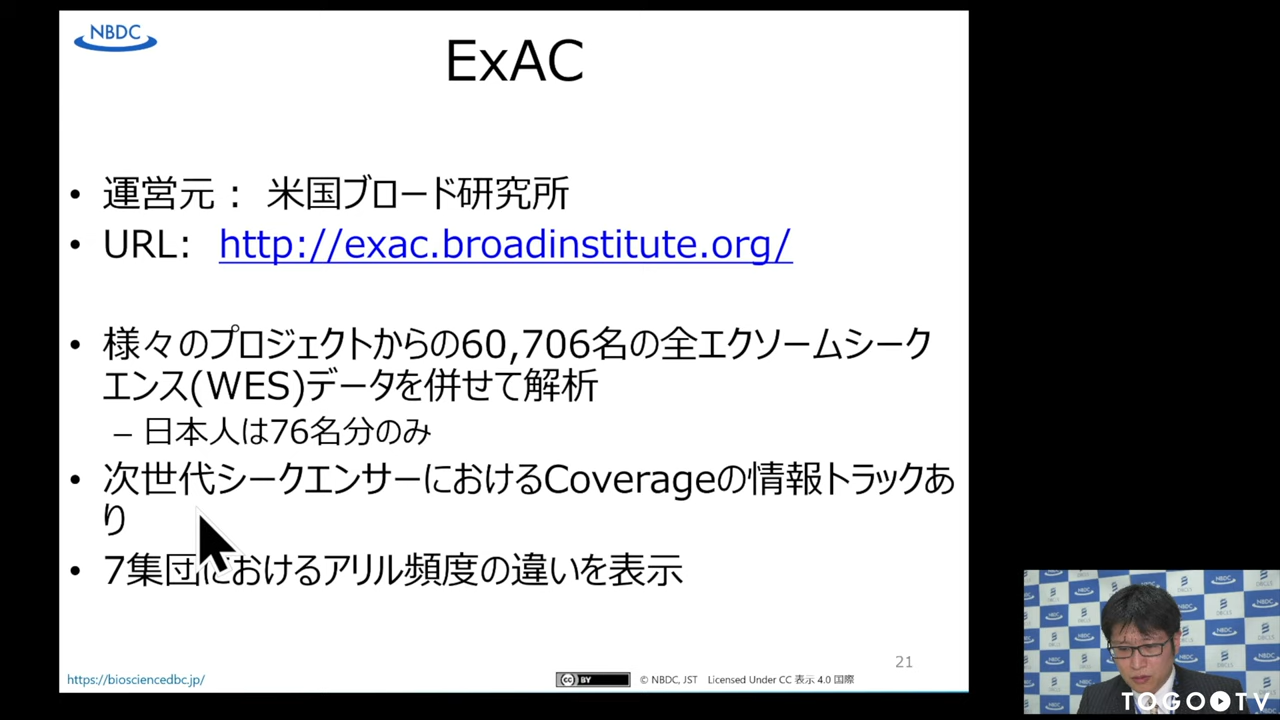 NBDC
ExAC
• 運営元： 米国ブロード研究所
• URL: http://exac.broadinstitute.org/
• 様々のプロジェクトからの60,706名の全エクソームシーク
エンス(WES)データを併せて解析
– 日本人は76名分のみ
• 次世代シークエンサーにおけるCoverageの情報トラックあ
り
• 7集団におけるアリル頻度の違いを表示
21
https://biosciencedbc.jp/
cc BY
© NBDC, JST Licensed Under CC 表示 4.0 国際
NBDC
NBDC
NBDC
TOGOTV